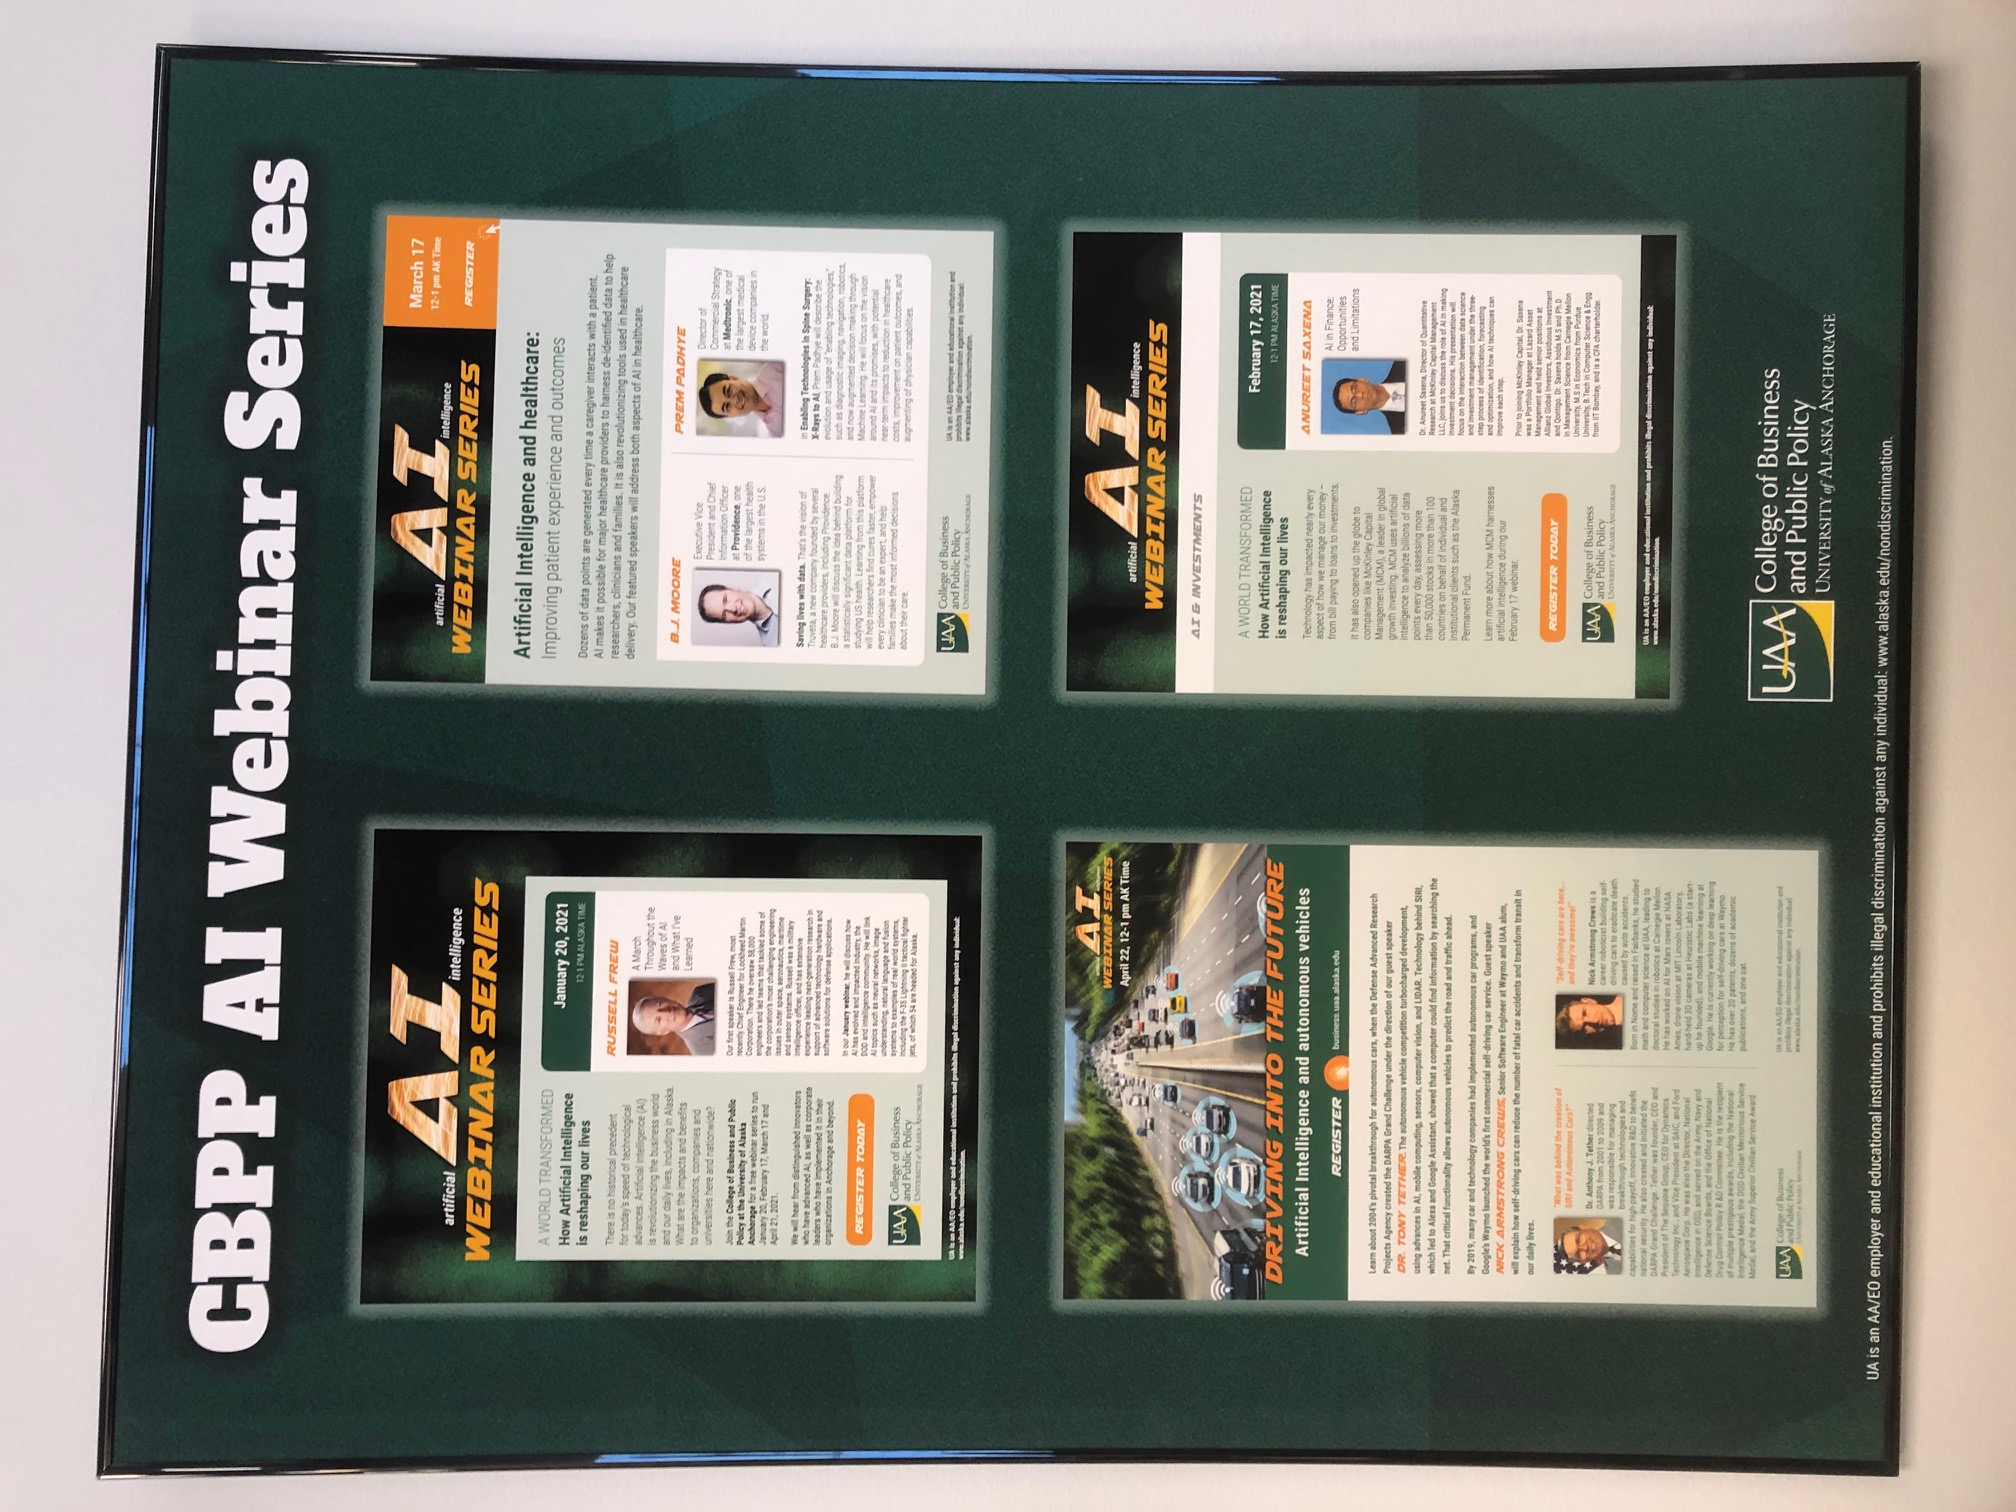 CBPP AI Webinar Series
artificial AI intelligence
WEBINAR SERIES
A WORLD TRANSFORMED
How Artificial Intelligence
is reshaping our lives
There is no historical precedent
for today's speed of technological
advances. Artificial intelligence (AI)
is revolutionizing the business world
and our daily lives, including in Alaska.
What are the impacts and benefits
to organizations, companies and
universities here and nationwide?
Join the College of Business and Public
Policy at the University of Alaska
Anchorage for a free webinar series to run
January 20, February 17, March 17 and
April 21, 2021.
We will hear from distinguished innovators
who have advanced AI, as well as corporate
leaders who have implemented it in their
organizations in Anchorage and beyond.
REGISTER TODAY
UAA College of Business
and Public Policy
UNIVERSITY of ALASKA ANCHORAGE
January 20, 2021
12-1 PM ALASKA TIME
RUSSELL FREW
A March
Throughout the
Waves of AI
and What I've
Learned
Our first speaker is Russell Frew, most
recently Chief Engineer for Lockheed Martin
Corporation. There he oversaw 58,000
engineers and led teams that tackled some of
the corporation's most challenging engineering
issues in outer space, aeronautics, maritime
and sensor systems. Russell was a military
intelligence officer, and has extensive
experience leading next-generation research in
support of advanced technology hardware and
software solutions for defense applications.
In our January webinar, he will discuss how
AI has evolved and impacted industry, the
DOD and intelligence community. He will link
AI topics such as neural networks, image
understanding, natural language and fusion
systems to examples of real world systems,
including the F-35 Lightning II tactical fighter
jets, of which 54 are headed for Alaska.
UA is an AA/EO employer and educational institution and prohibits illegal discrimination against any individual:
www.alaska.edu/nondiscrimination.
artificial AI intelligence
WEBINAR SERIES
March 17
12-1 pm AK Time
REGISTER
Artificial Intelligence and healthcare:
Improving patient experience and outcomes
Dozens of data points are generated every time a caregiver interacts with a patient.
AI makes it possible for major healthcare providers to harness de-identified data to help
researchers, clinicians and families. It is also revolutionizing tools used in healthcare
delivery. Our featured speakers will address both aspects of AI in healthcare.
B.J. MOORE
Executive Vice
President and Chief
Information Officer
at Providence, one
of the largest health
systems in the U.S.
Saving lives with data. That's the vision of
Truveta, a new company founded by several
healthcare providers, including Providence.
B.J. Moore will discuss the idea behind building
a statistically significant data platform for
studying US health. Learning from this platform
will help researchers find cures faster, empower
every clinician to be an expert, and help
families make the most informed decisions
about their care.
PREM PADHYE
Director of
Commercial Strategy
at Medtronic, one of
the largest medical
device companies in
the world.
In Enabling Technologies in Spine Surgery:
X-Rays to AI, Prem Padhye will describe the
evolution and usage of "enabling technologies,"
such as diagnostic imaging, navigation, robotics,
and now augmented decision making through
Machine Learning. He will focus on the vision
around AI and its promises, with potential
near-term impacts to reduction in healthcare
costs, improvement on patient outcomes, and
augmenting of physician capabilities.
UAA College of Business
and Public Policy
UNIVERSITY of ALASKA ANCHORAGE
UA is an AA/EO employer and educational institution and
prohibits illegal discrimination against any individual:
www.alaska.edu/nondiscrimination.
AI
WEBINAR SERIES
April 22, 12-1 pm AK Time
DRIVING INTO THE FUTURE
Artificial Intelligence and autonomous vehicles
REGISTER business.uaa.alaska.edu
Learn about 2004's pivotal breakthrough for autonomous cars, when the Defense Advanced Research
Projects Agency created the DARPA Grand Challenge under the direction of our guest speaker
DR. TONY TETHER. The autonomous vehicle competition turbocharged development,
using advances in AI, mobile computing, sensors, computer vision, and LIDAR. Technology behind SIRI,
which led to Alexa and Google Assistant, showed that a computer could find information by searching the
net. That critical functionality allows autonomous vehicles to predict the road and traffic ahead.
By 2019, many car and technology companies had implemented autonomous car programs, and
Google's Waymo launched the world's first commercial self-driving car service. Guest speaker
NICK ARMSTRONG CREWS, Senior Software Engineer at Waymo and UAA alum,
will explain how self-driving cars can reduce the number of fatal car accidents and transform transit in
our daily lives.
"What was behind the creation of
SIRI and Autonomous Cars?"
Dr. Anthony J. Tether directed
DARPA from 2001 to 2009 and
was responsible for managing
breakthrough technologies and
capabilities for high-payoff, innovative R&D to benefit
national security. He also created and initiated the
DARPA Grand Challenge. Tether was founder, CEO and
President of The Sequoia Group, CEO for Dynamics
Technology Inc., and Vice President at SAIC, and Ford
Aerospace Corp. He was also the Director, National
Intelligence in OSD, and served on the Army, Navy and
Defense Science Boards, and the Office of National
Drug Control Policy R &D Committee. He is the recipient
of multiple prestigious awards, including the National
Intelligence Medal, the DOD Civilian Meritorious Service
Medal, and the Army Superior Civilian Service Award.
"Self-driving cars are here...
and they're awesome!"
Nick Armstrong Crews is a
career roboticist building self-
driving cars to eradicate death
caused by auto accidents.
Born in Nome and raised in Fairbanks, he studied
math and computer science at UAA, leading to
doctoral studies in robotics at Carnegie Mellon.
He has worked on AI for Mars rovers at NASA
Ames, drone vision at MIT Lincoln Laboratory,
hand-held 3D cameras at Heuristic Labs (a start-
up he founded), and mobile machine learning at
Google. He is currently working on deep learning
for perception for self-driving cars at Waymo.
He has over 20 patents, dozens of academic
publications, and one cat.
UAA College of Business
and Public Policy
UNIVERSITY of ALASKA ANCHORAGE
UA is an AA/EO employer and educational institution and
prohibits illegal discrimination against any individual:
www.alaska.edu/nondiscrimination.
artificial AI intelligence
WEBINAR SERIES
AI & INVESTMENTS
A WORLD TRANSFORMED
How Artificial Intelligence
is reshaping our lives
Technology has impacted nearly every
aspect of how we manage our money –
from bill paying to loans to investments.
It has also opened up the globe to
companies like McKinley Capital
Management (MCM), a leader in global
growth investing. MCM uses artificial
intelligence to analyze billions of data
points every day, assessing more
than 50,000 stocks in more than 100
countries on behalf of individual and
institutional clients such as the Alaska
Permanent Fund.
Learn more about how MCM harnesses
artificial intelligence during our
February 17 webinar.
REGISTER TODAY
UAA College of Business
and Public Policy
UNIVERSITY of ALASKA ANCHORAGE
February 17, 2021
12-1 PM ALASKA TIME
ANUREET SAXENA
AI in Finance:
Opportunities
and Limitations
Dr. Anureet Saxena, Director of Quantitative
Research at McKinley Capital Management
LLC, joins us to discuss the role of AI in making
investment decisions. His presentation will
focus on the interaction between data science
and investment management under the three-
step process of identification, forecasting
and optimization, and how AI techniques can
improve each step.
Prior to joining McKinley Capital, Dr. Saxena
was a Portfolio Manager at Lazard Asset
Management and held senior positions at
Allianz Global Investors, Assiduous Investment
and Qontigo. Dr. Saxena holds M.S and Ph.D
in Management Science from Carnegie Mellon
University, M.S in Economics from Purdue
University, B.Tech in Computer Science & Engg
from IIT Bombay, and is a CFA charterholder.
UA is an AA/EO employer and educational institution and prohibits illegal discrimination against any individual:
www.alaska.edu/nondiscrimination.
UAA College of Business
and Public Policy
UNIVERSITY of ALASKA ANCHORAGE
UA is an AA/EO employer and educational institution and prohibits illegal discrimination against any individual: www.alaska.edu/nondiscrimination.